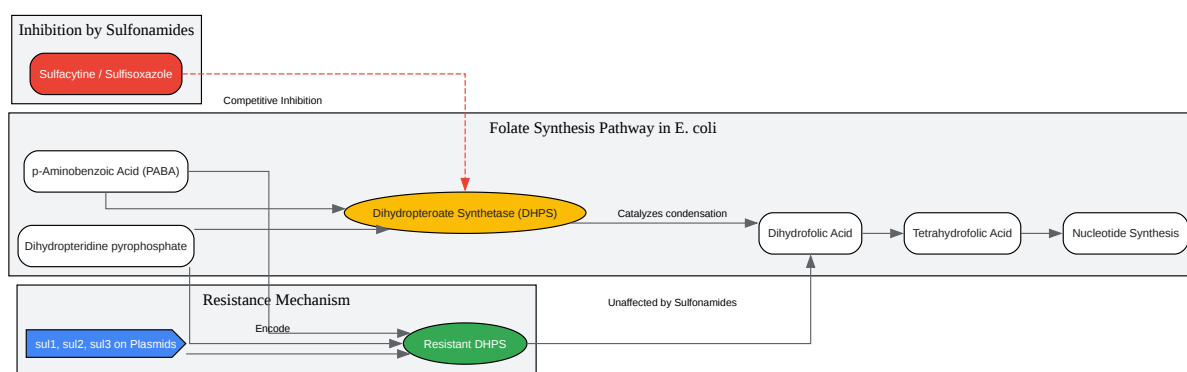 Inhibition by Sulfonamides
Sulfacytine / Sulfisoxazole
Competitive Inhibition
Folate Synthesis Pathway in E. coli
p-Aminobenzoic Acid (PABA)
Dihydropteroate Synthetase (DHPS)
Catalyzes condensation
Dihydropteridine pyrophosphate
Dihydrofolic Acid
Tetrahydrofolic Acid
Nucleotide Synthesis
Resistance Mechanism
Unaffected by Sulfonamides
Encode
sul1, sul2, sul3 on Plasmids
Resistant DHPS